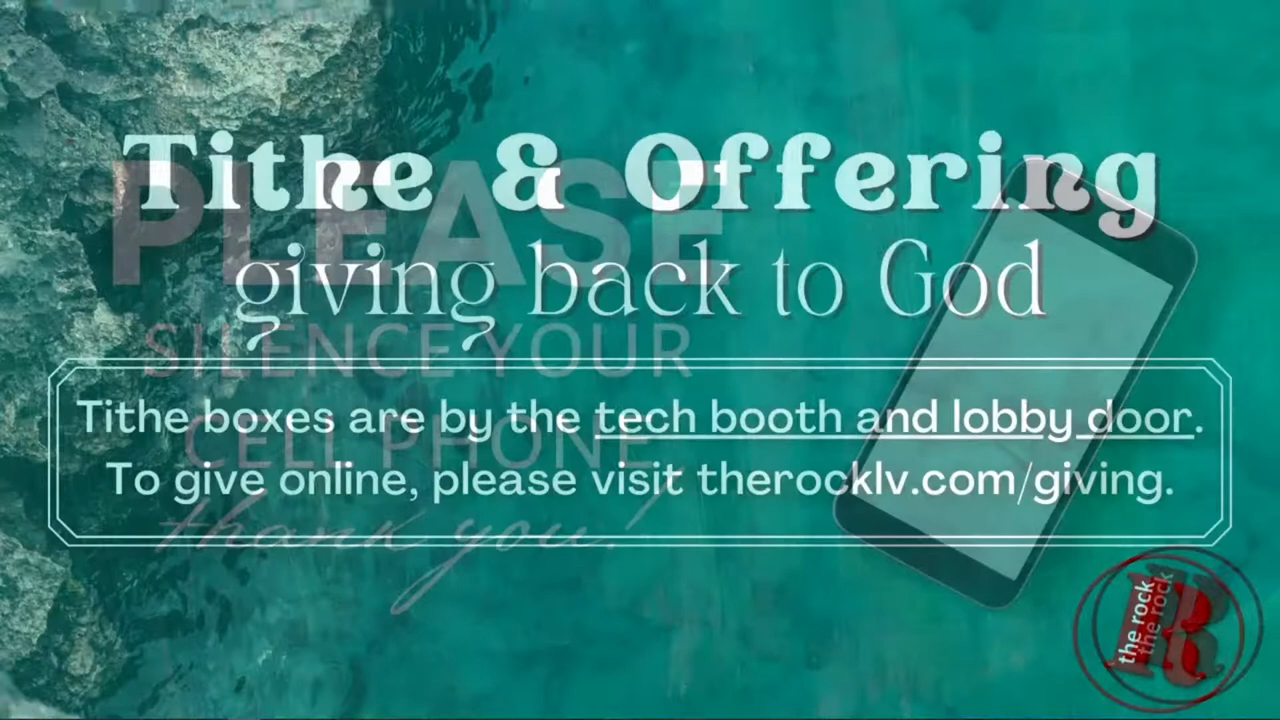 Tithe & Offering
giving back to God
Tithe boxes are by the tech booth and lobby door.
To give online, please visit therocklv.com/giving.
PLEASE
SILENCE YOUR
CELL PHONE
thank you!
the rock
the rock
R